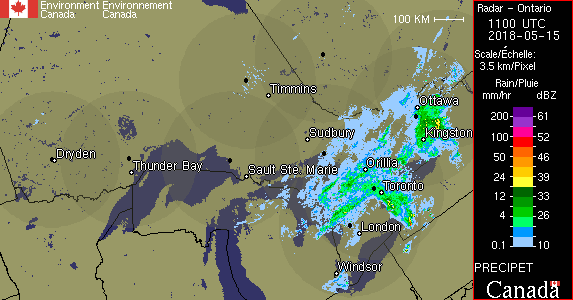 Environment Environnement
Canada Canada
100 KM
Timmins
Ottawa
Sudbury
Kingston
Dryden
Thunder Bay
Sault Ste. Marie
Orillia
Toronto
London
Windsor
Radar - Ontario
1100 UTC
2018-05-15
Scale/Échelle:
3.5 km/Pixel
Rain/Pluie
mm/hr dBZ
200 61
100 52
50 46
24 39
12 33
4 26
0.1 10
PRECIPET
Canada